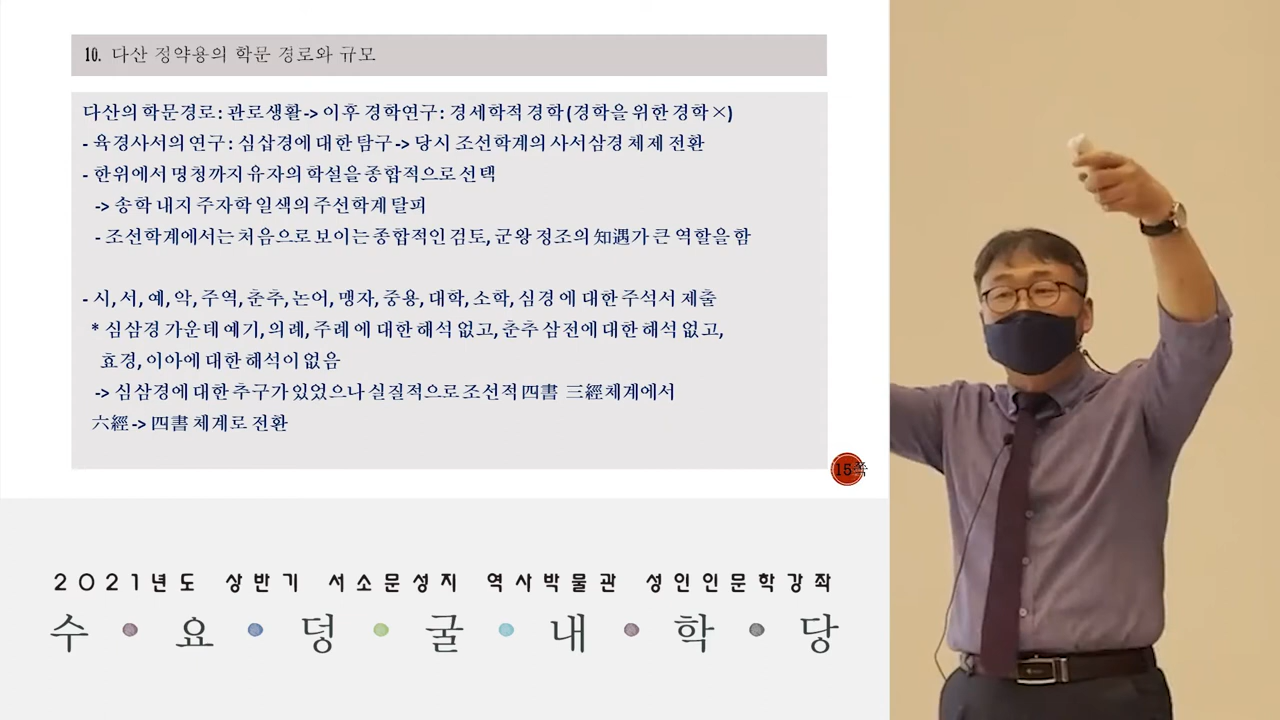 10. 다산 정약용의 학문 경로와 규모
다산의 학문경로 : 관로생활 -> 이후 경학연구 : 경세학적 경학 (경학을 위한 경학 ×)
- 육경사서의 연구 : 심삽경에 대한 탐구 -> 당시 조선학계의 사서삼경 체제 전환
- 한위에서 명청까지 유자의 학설을 종합적으로 선택
-> 송학 내지 주자학 일색의 주선학계 탈피
- 조선학계에서는 처음으로 보이는 종합적인 검토, 군왕 정조의 知遇가 큰 역할을 함
- 시, 서, 예, 악, 주역, 춘추, 논어, 맹자, 중용, 대학, 소학, 심경 에 대한 주석서 제출
* 심삼경 가운데 예기, 의례, 주례 에 대한 해석 없고, 춘추 삼전에 대한 해석 없고,
효경, 이아에 대한 해석이 없음
-> 심삼경에 대한 추구가 있었으나 실질적으로 조선적 四書 三經체계에서
六經 -> 四書 체계로 전환
15쪽
2021년도 상반기 서소문성지 역사박물관 성인인문학강좌
수•요•덩•굴•내•학•당